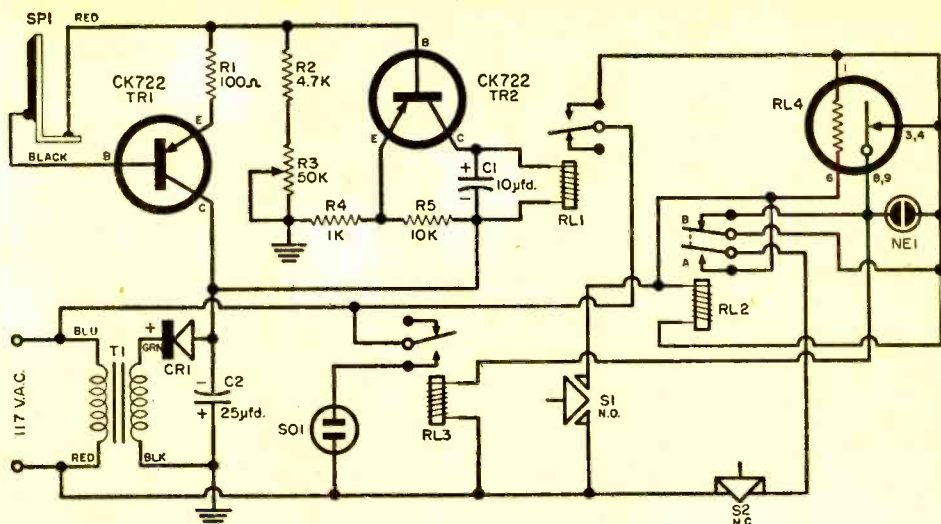 SP1
RED
R1
100Ω
R2
4.7K
B
CK722
TR2
E
C
CK722
TR1
E
BLACK
B
C
R3
50K
+
C1
10µfd.
-
RL1
R4
1K
R5
10K
1
RL4
3,4
6
8,9
NE1
B
A
RL2
BLU
T1
+
GRN
CR1
117 V.A.C.
-
C2
+
25µfd.
RED
BLK
SO1
RL3
S1
N.O.
S2
N.C.